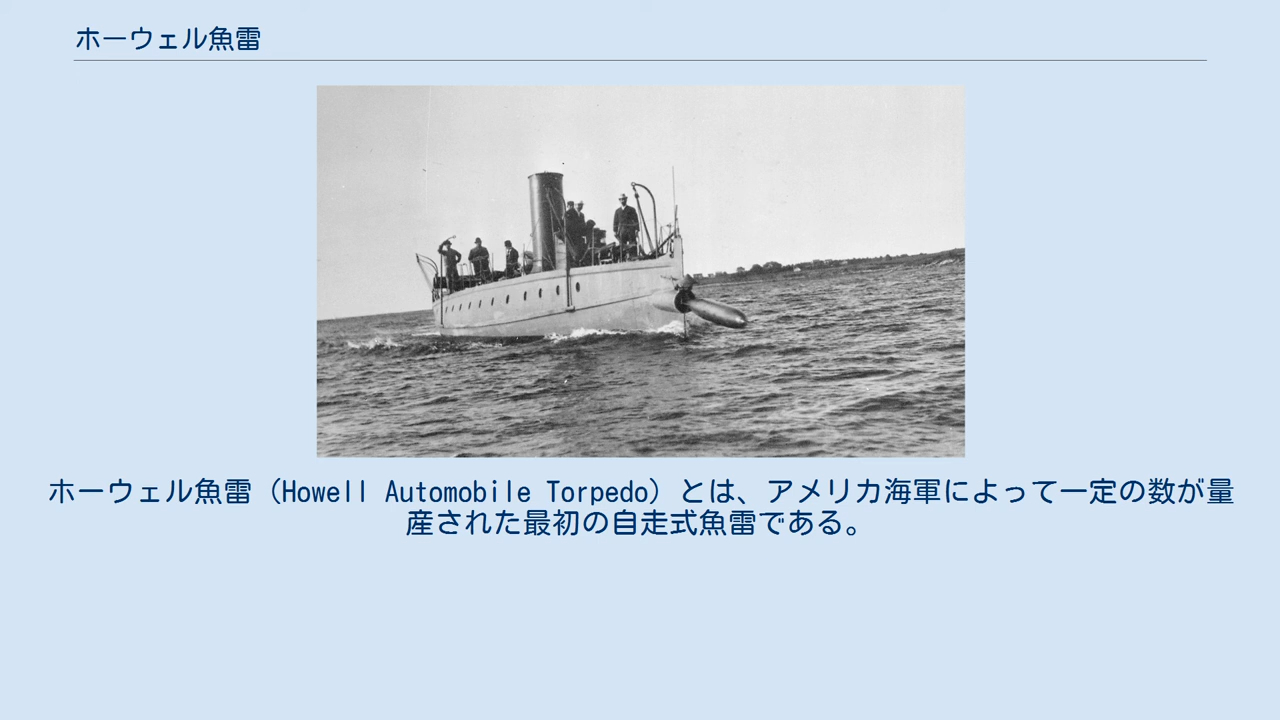 ホーウェル魚雷
ホーウェル魚雷（Howell Automobile Torpedo）とは、アメリカ海軍によって一定の数が量
産された最初の自走式魚雷である。